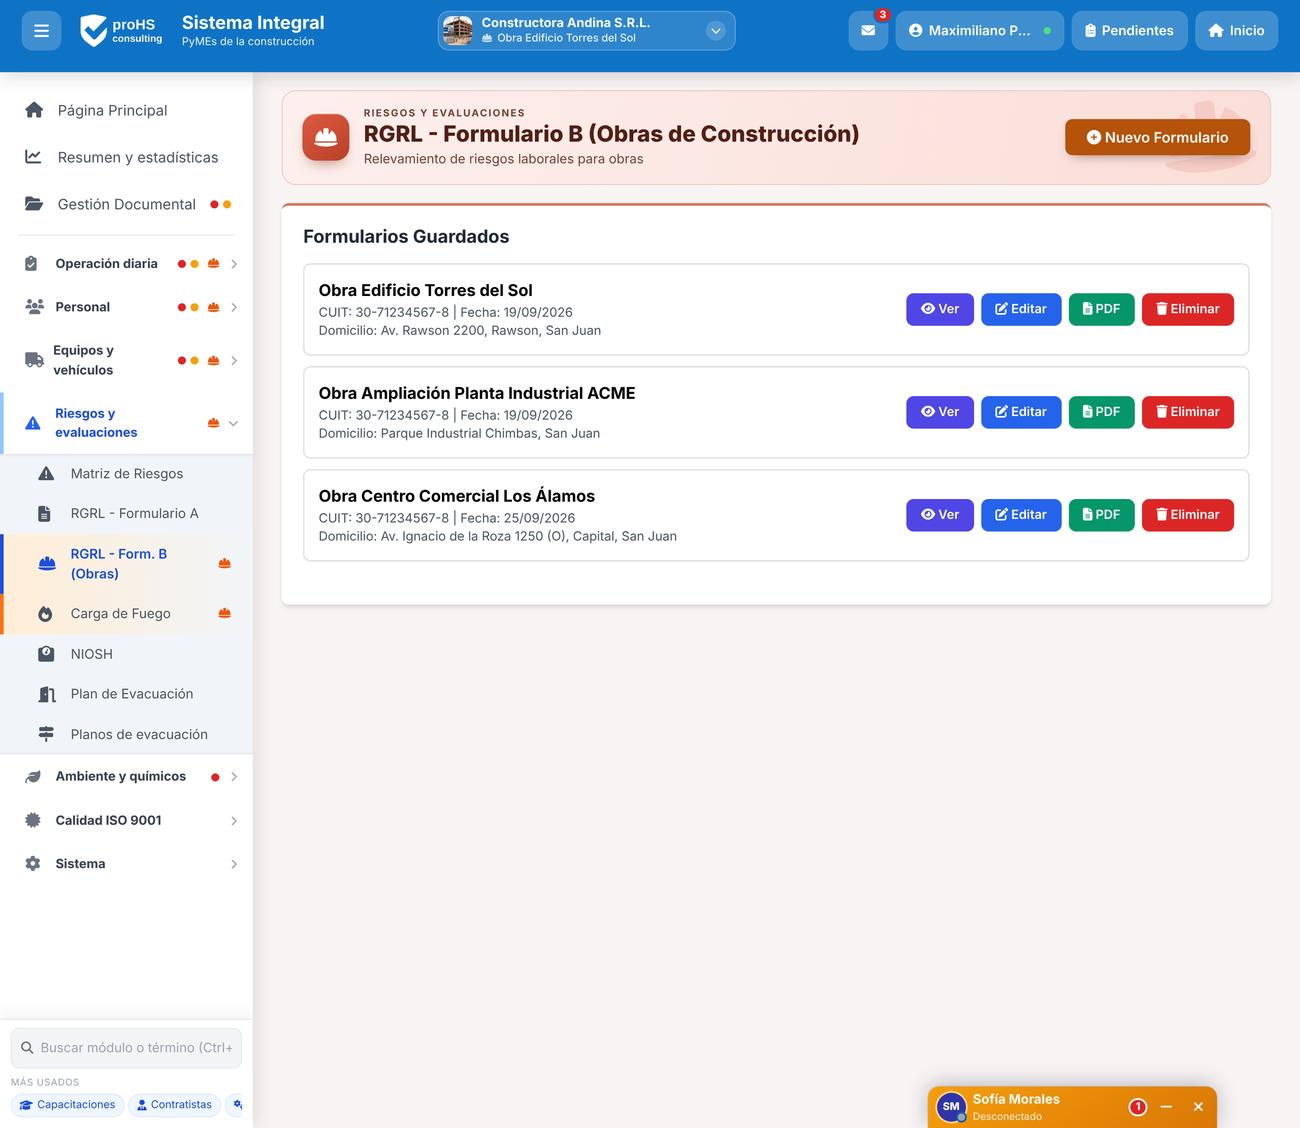 proHS
consulting
Sistema Integral
PyMEs de la construcción
Constructora Andina S.R.L.
Obra Edificio Torres del Sol
3
Maximiliano P...
Pendientes
Inicio
Página Principal
Resumen y estadísticas
Gestión Documental
Operación diaria
Personal
Equipos y
vehículos
Riesgos y
evaluaciones
Matriz de Riesgos
RGRL - Formulario A
RGRL - Form. B
(Obras)
Carga de Fuego
NIOSH
Plan de Evacuación
Planos de evacuación
Ambiente y químicos
Calidad ISO 9001
Sistema
Buscar módulo o término (Ctrl+
MÁS USADOS
Capacitaciones
Contratistas
RIESGOS Y EVALUACIONES
RGRL - Formulario B (Obras de Construcción)
Relevamiento de riesgos laborales para obras
Nuevo Formulario
Formularios Guardados
Obra Edificio Torres del Sol
CUIT: 30-71234567-8 | Fecha: 19/09/2026
Domicilio: Av. Rawson 2200, Rawson, San Juan
Ver
Editar
PDF
Eliminar
Obra Ampliación Planta Industrial ACME
CUIT: 30-71234567-8 | Fecha: 19/09/2026
Domicilio: Parque Industrial Chimbas, San Juan
Ver
Editar
PDF
Eliminar
Obra Centro Comercial Los Álamos
CUIT: 30-71234567-8 | Fecha: 25/09/2026
Domicilio: Av. Ignacio de la Roza 1250 (O), Capital, San Juan
Ver
Editar
PDF
Eliminar
SM
Sofía Morales
Desconectado
1